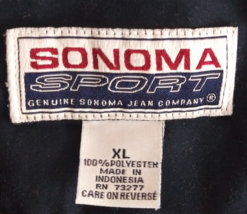 SONOMA
SPORT
GENUINE SONOMA JEAN COMPANY ®
XL
100% POLYESTER
MADE IN
INDONESIA
RN 73277
CARE ON REVERSE